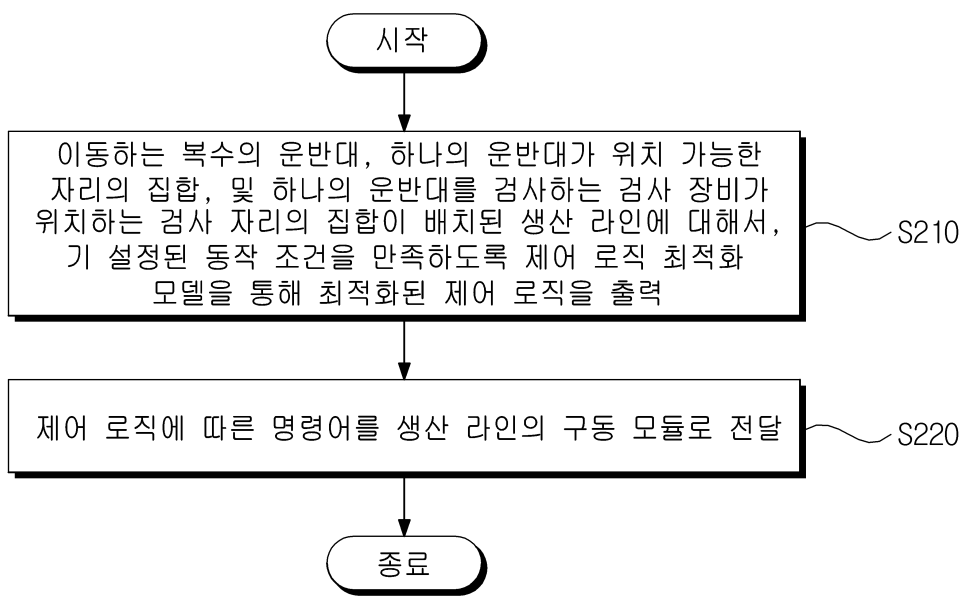 시작
이동하는 복수의 운반대, 하나의 운반대가 위치 가능한
자리의 집합, 및 하나의 운반대를 검사하는 검사 장비가
위치하는 검사 자리의 집합이 배치된 생산 라인에 대해서,
기 설정된 동작 조건을 만족하도록 제어 로직 최적화
모델을 통해 최적화된 제어 로직을 출력
S210
제어 로직에 따른 명령어를 생산 라인의 구동 모듈로 전달
S220
종료